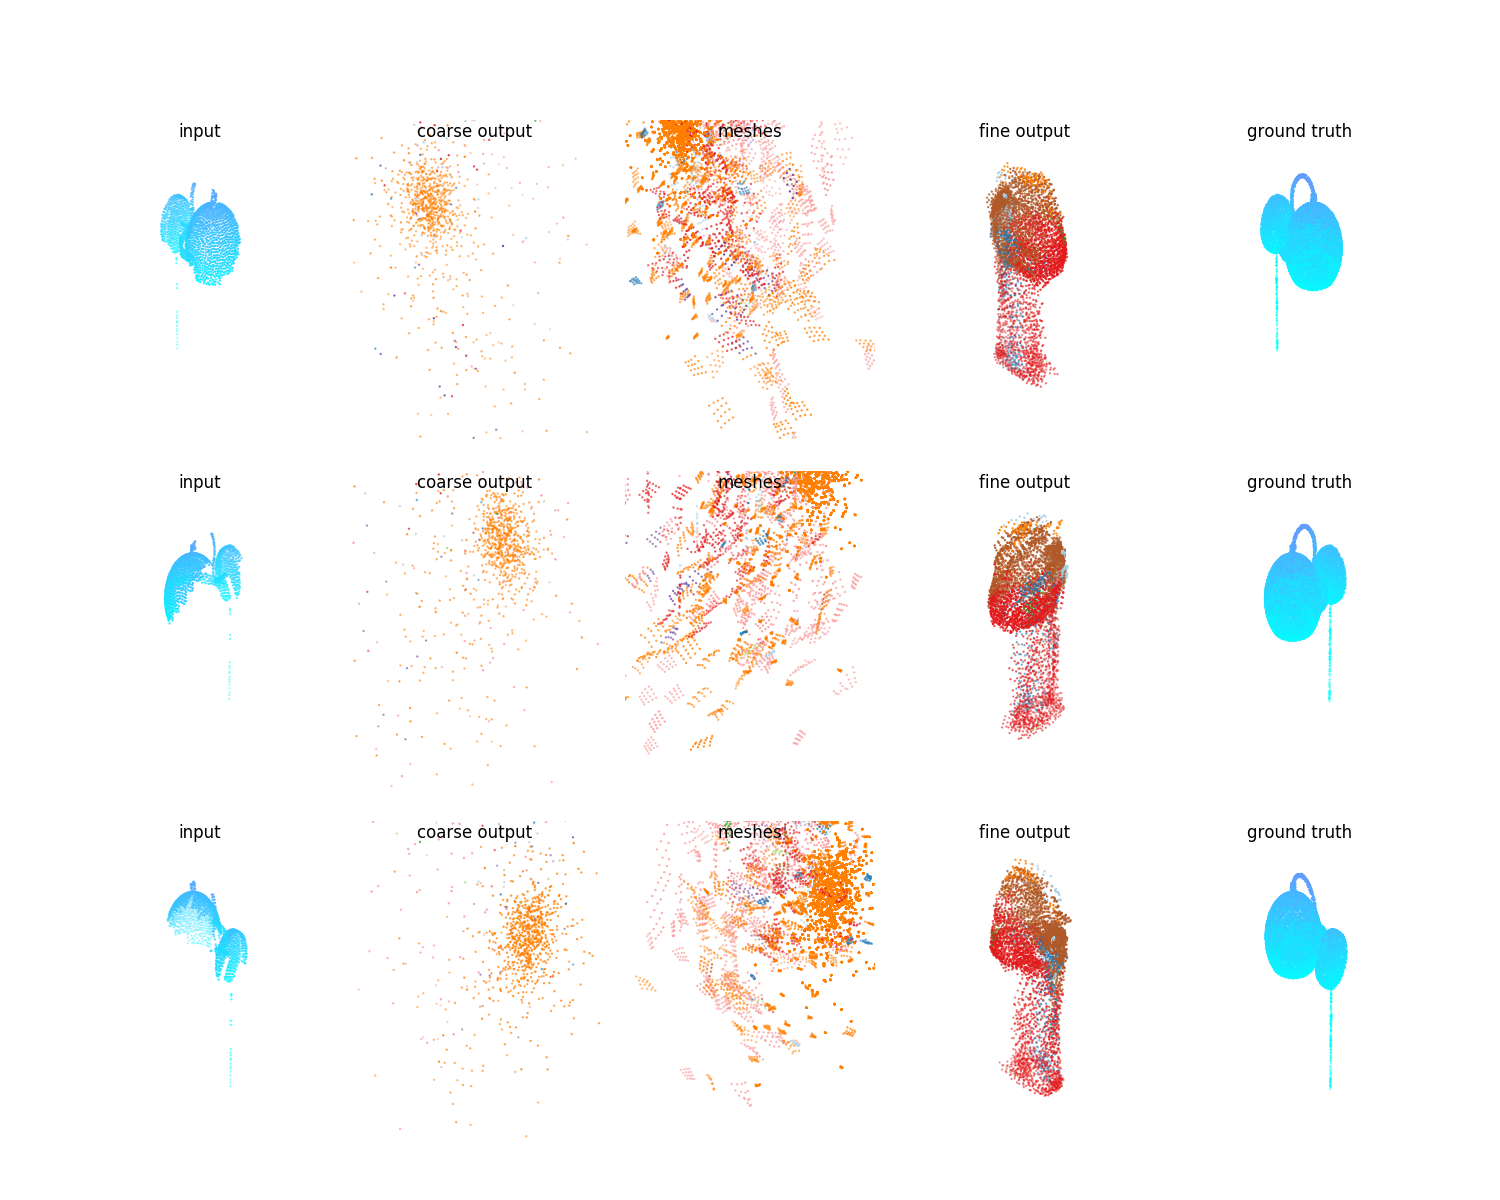 input
coarse output
meshes
fine output
ground truth
input
coarse output
meshes
fine output
ground truth
input
coarse output
meshes
fine output
ground truth